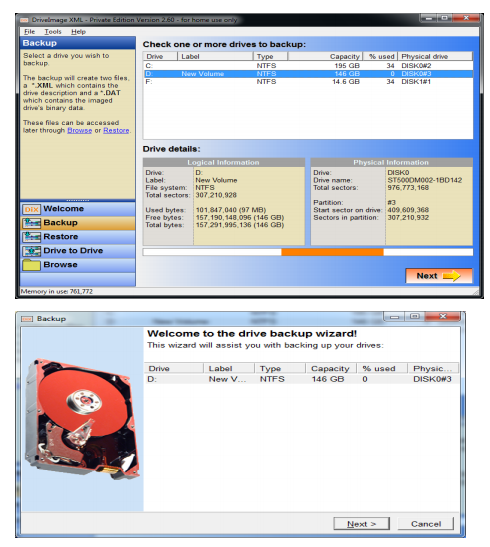 DriveImage XML - Private Edition Version 2.60 - for home use only
File Tools Help
Backup
Select a drive you wish to
backup.
The backup will create two files,
a *.XML which contains the
drive description and a *.DAT
which contains the imaged
drive's binary data.
These files can be accessed
later through Browse or Restore.
DIX Welcome
Backup
Restore
Drive to Drive
Browse
Check one or more drives to backup:
Drive Label Type Capacity % used Physical drive
C: NTFS 195 GB 34 DISK0#2
D: New Volume NTFS 146 GB 0 DISK0#3
F: NTFS 14.6 GB 34 DISK1#1
Drive details:
Logical Information
Drive: D:
Label: New Volume
File system: NTFS
Total sectors: 307,210,928
Used bytes: 101,847,040 (97 MB)
Free bytes: 157,190,148,096 (146 GB)
Total bytes: 157,291,995,136 (146 GB)
Physical Information
Drive: DISK0
Drive name: ST500DM002-1BD142
Total sectors: 976,773,168
Partition: #3
Start sector on drive: 409,609,368
Sectors in partition: 307,210,932
Next
Memory in use: 761,772
Backup
Welcome to the drive backup wizard!
This wizard will assist you with backing up your drives:
Drive Label Type Capacity % used Physic...
D: New V... NTFS 146 GB 0 DISK0#3
Next > Cancel